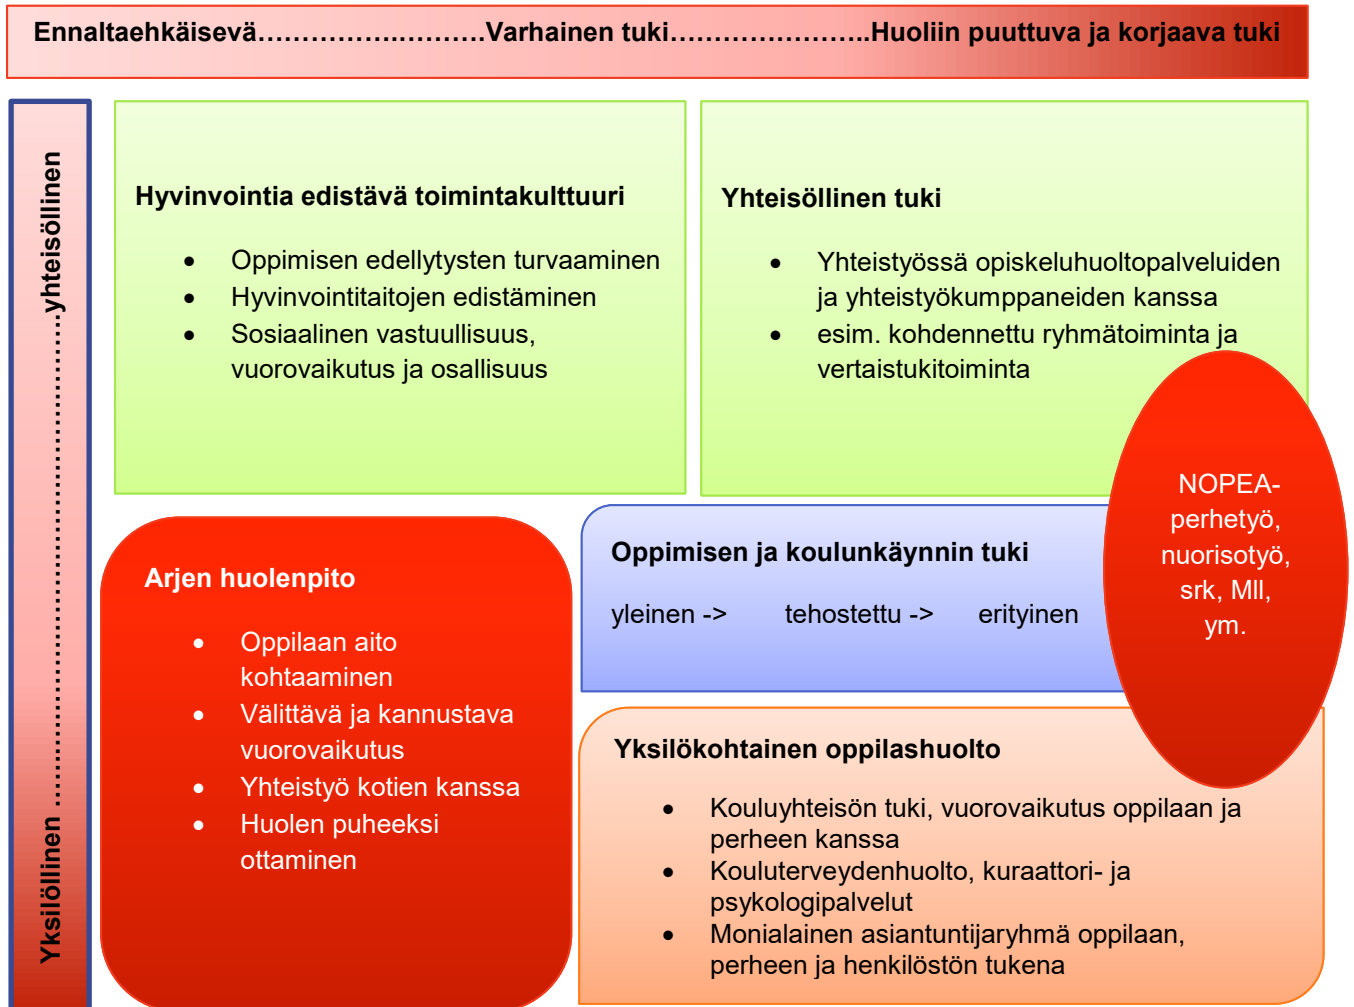 Ennaltaehkäisevä……………..……….Varhainen tuki…………………..Huoliin puuttuva ja korjaava tuki
Yksilöllinen ……………………………………………yhteisöllinen
Hyvinvointia edistävä toimintakulttuuri
• Oppimisen edellytysten turvaaminen
• Hyvinvointitaitojen edistäminen
• Sosiaalinen vastuullisuus,
vuorovaikutus ja osallisuus
Yhteisöllinen tuki
• Yhteistyössä opiskeluhuoltopalveluiden
ja yhteistyökumppaneiden kanssa
• esim. kohdennettu ryhmätoiminta ja
vertaistukitoiminta
NOPEA-
perhetyö,
nuorisotyö,
srk, Mll,
ym.
Arjen huolenpito
• Oppilaan aito
kohtaaminen
• Välittävä ja kannustava
vuorovaikutus
• Yhteistyö kotien kanssa
• Huolen puheeksi
ottaminen
Oppimisen ja koulunkäynnin tuki
yleinen -> tehostettu -> erityinen
Yksilökohtainen oppilashuolto
• Kouluyhteisön tuki, vuorovaikutus oppilaan ja
perheen kanssa
• Kouluterveydenhuolto, kuraattori- ja
psykologipalvelut
• Monialainen asiantuntijaryhmä oppilaan,
perheen ja henkilöstön tukena